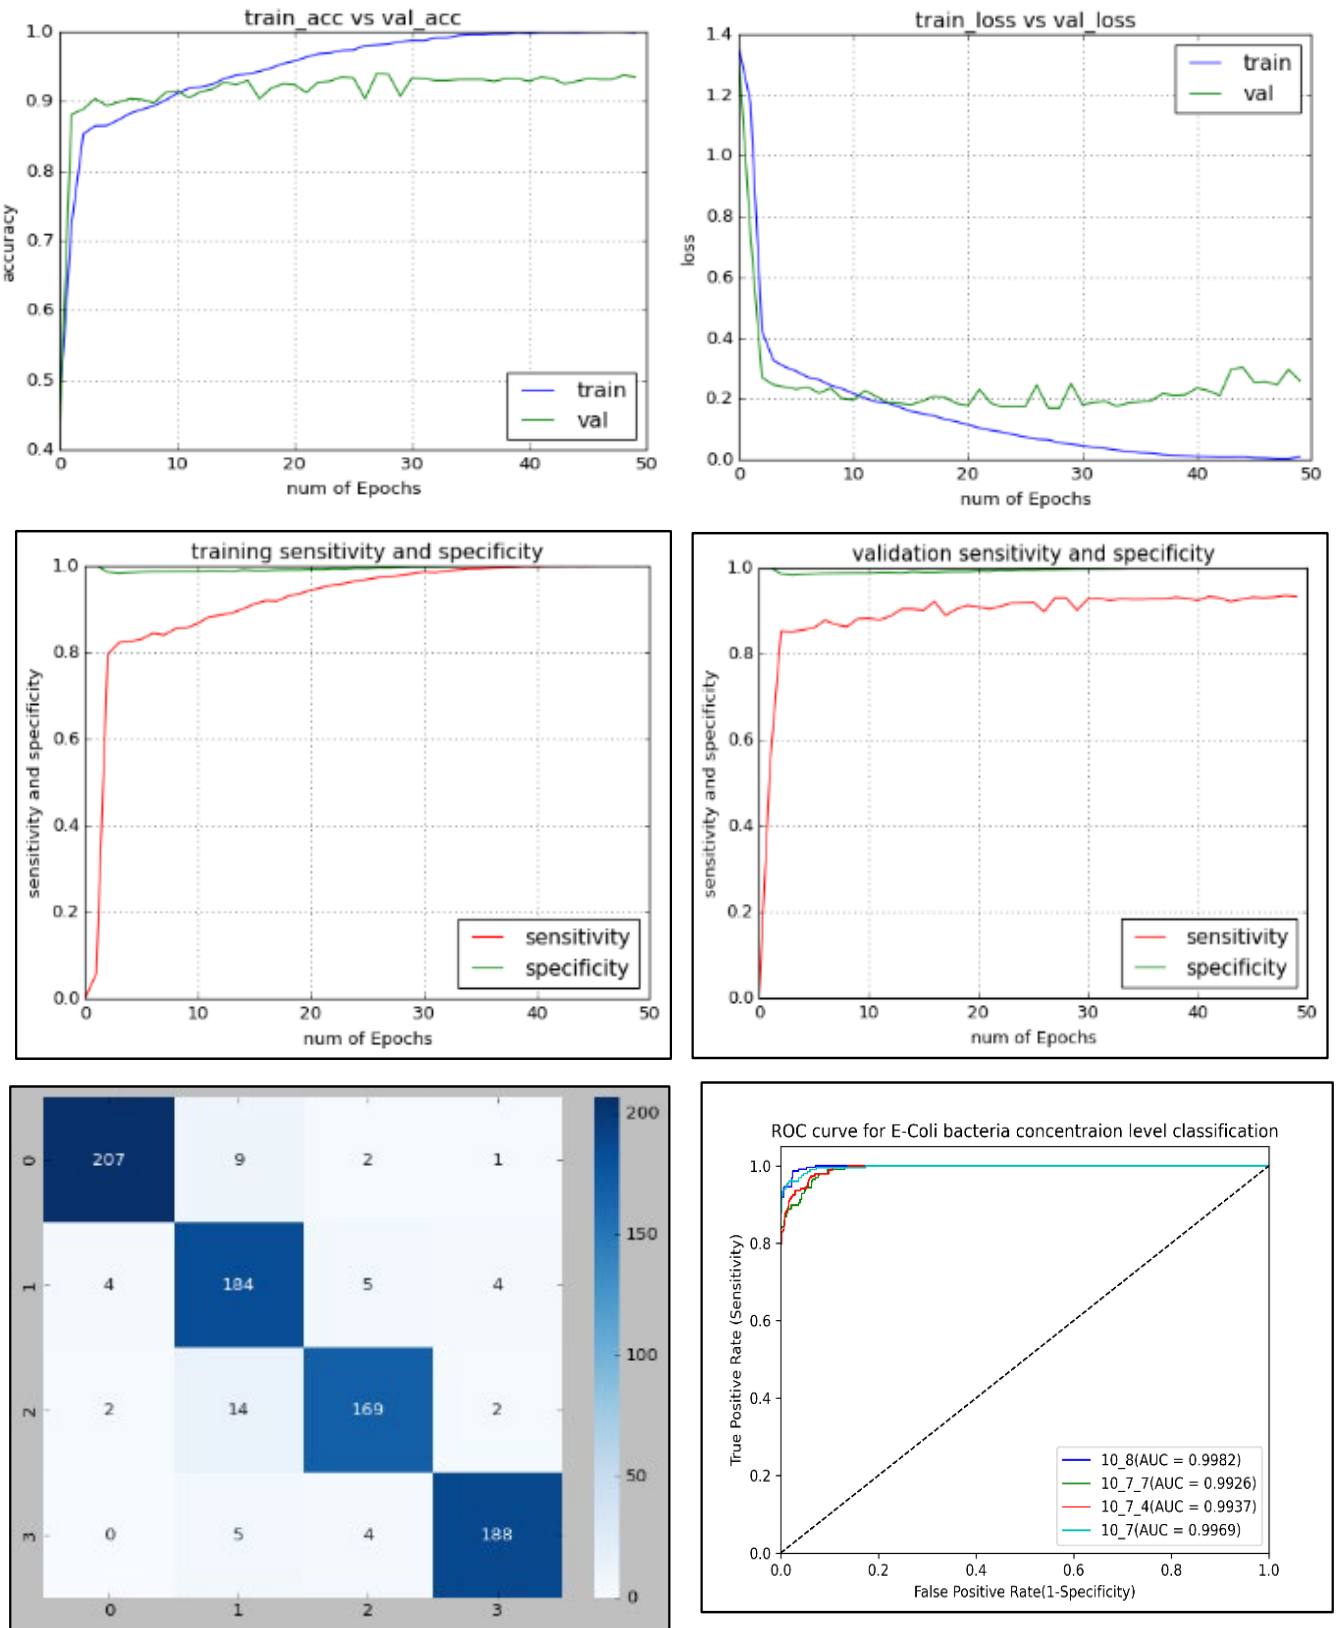 train_acc vs val_acc
1.0
0.9
0.8
0.7
0.6
0.5
0.4
accuracy
train
val
0 10 20 30 40 50
num of Epochs
train_loss vs val_loss
1.4
1.2
1.0
0.8
0.6
0.4
0.2
0.0
loss
train
val
0 10 20 30 40 50
num of Epochs
training sensitivity and specificity
1.0
0.8
0.6
0.4
0.2
0.0
sensitivity and specificity
sensitivity
specificity
0 10 20 30 40 50
num of Epochs
validation sensitivity and specificity
1.0
0.8
0.6
0.4
0.2
0.0
sensitivity and specificity
sensitivity
specificity
0 10 20 30 40 50
num of Epochs
0 207 9 2 1
1 4 184 5 4
2 2 14 169 2
3 0 5 4 188
0 1 2 3
200
150
100
50
0
ROC curve for E-Coli bacteria concentraion level classification
1.0
0.8
0.6
0.4
0.2
0.0
True Positive Rate (Sensitivity)
10_8(AUC = 0.9982)
10_7_7(AUC = 0.9926)
10_7_4(AUC = 0.9937)
10_7(AUC = 0.9969)
0.0 0.2 0.4 0.6 0.8 1.0
False Positive Rate(1-Specificity)